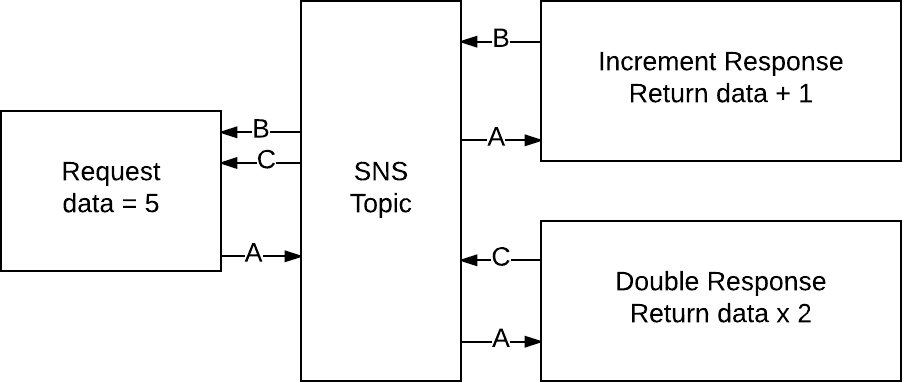 Request
data = 5
B
C
A
SNS
Topic
B
A
C
A
Increment Response
Return data + 1
Double Response
Return data x 2